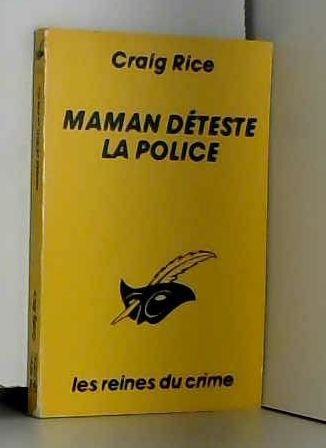 Craig Rice
MAMAN DÉTESTE
LA POLICE
les reines du crime